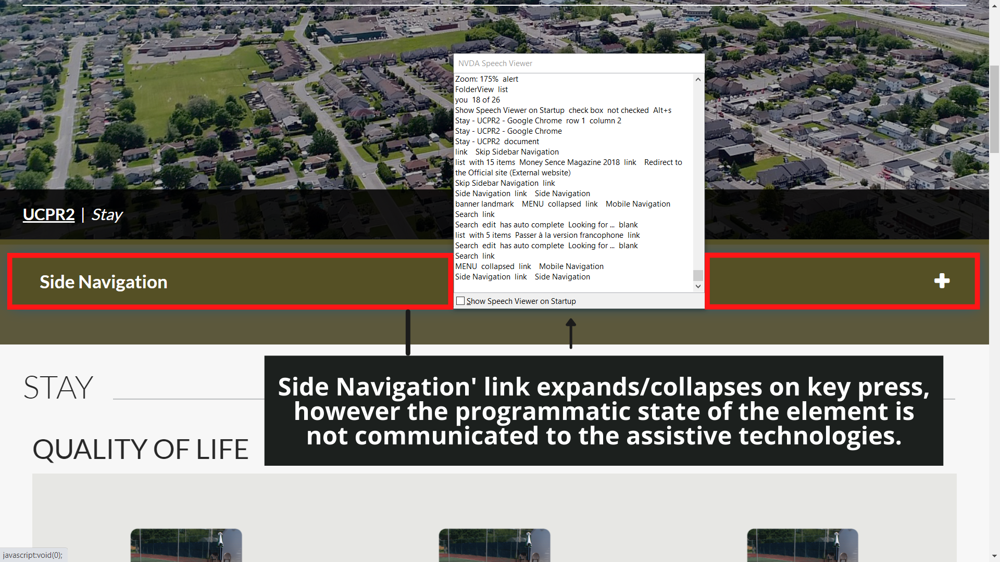 NVDA Speech Viewer
Zoom: 175%  alert
FolderView  list
you  18 of 26
Show Speech Viewer on Startup  check box  not checked  Alt+s
Stay - UCPR2 - Google Chrome  row 1  column 2
Stay - UCPR2 - Google Chrome
Stay - UCPR2  document
link    Skip Sidebar Navigation
list  with 15 items  Money Sence Magazine 2018  link    Redirect to
the Official site (External website)
Skip Sidebar Navigation  link
Side Navigation  link    Side Navigation
banner landmark    MENU  collapsed  link    Mobile Navigation
Search  link
Search  edit  has auto complete  Looking for ...  blank
list  with 5 items  Passer à la version francophone  link
Search  edit  has auto complete  Looking for ...  blank
Search  link
MENU  collapsed  link    Mobile Navigation
Side Navigation  link    Side Navigation
Show Speech Viewer on Startup
UCPR2 | Stay
Side Navigation
Side Navigation' link expands/collapses on key press,
however the programmatic state of the element is
not communicated to the assistive technologies.
STAY
QUALITY OF LIFE
javascript:void(0);